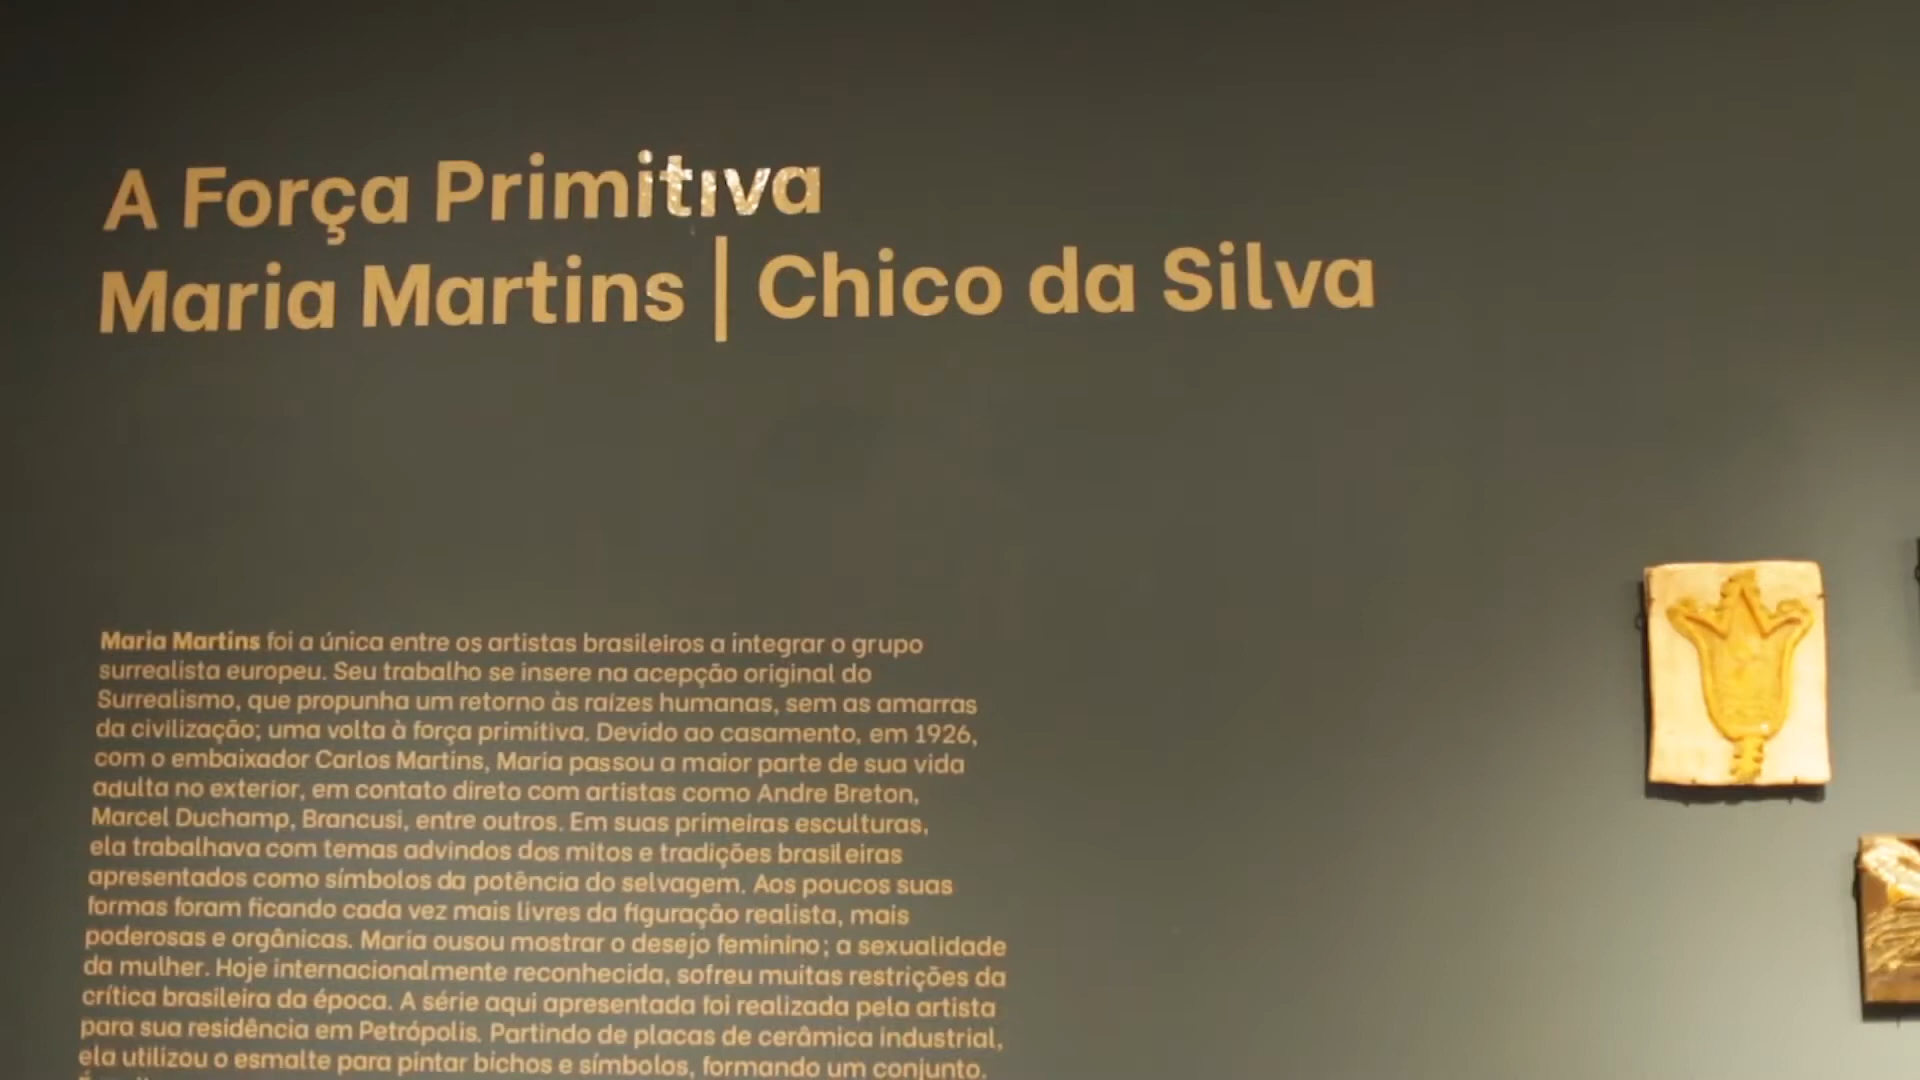 A Força Primitiva
Maria Martins | Chico da Silva
Maria Martins foi a única entre os artistas brasileiros a integrar o grupo
surrealista europeu. Seu trabalho se insere na acepção original do
Surrealismo, que propunha um retorno às raízes humanas, sem as amarras
da civilização; uma volta à força primitiva. Devido ao casamento, em 1926,
com o embaixador Carlos Martins, Maria passou a maior parte de sua vida
adulta no exterior, em contato direto com artistas como Andre Breton,
Marcel Duchamp, Brancusi, entre outros. Em suas primeiras esculturas,
ela trabalhava com temas advindos dos mitos e tradições brasileiras
apresentados como símbolos da potência do selvagem. Aos poucos suas
formas foram ficando cada vez mais livres da figuração realista, mais
poderosas e orgânicas. Maria ousou mostrar o desejo feminino; a sexualidade
da mulher. Hoje internacionalmente reconhecida, sofreu muitas restrições da
crítica brasileira da época. A série aqui apresentada foi realizada pela artista
para sua residência em Petrópolis. Partindo de placas de cerâmica industrial,
ela utilizou o esmalte para pintar bichos e símbolos, formando um conjunto.